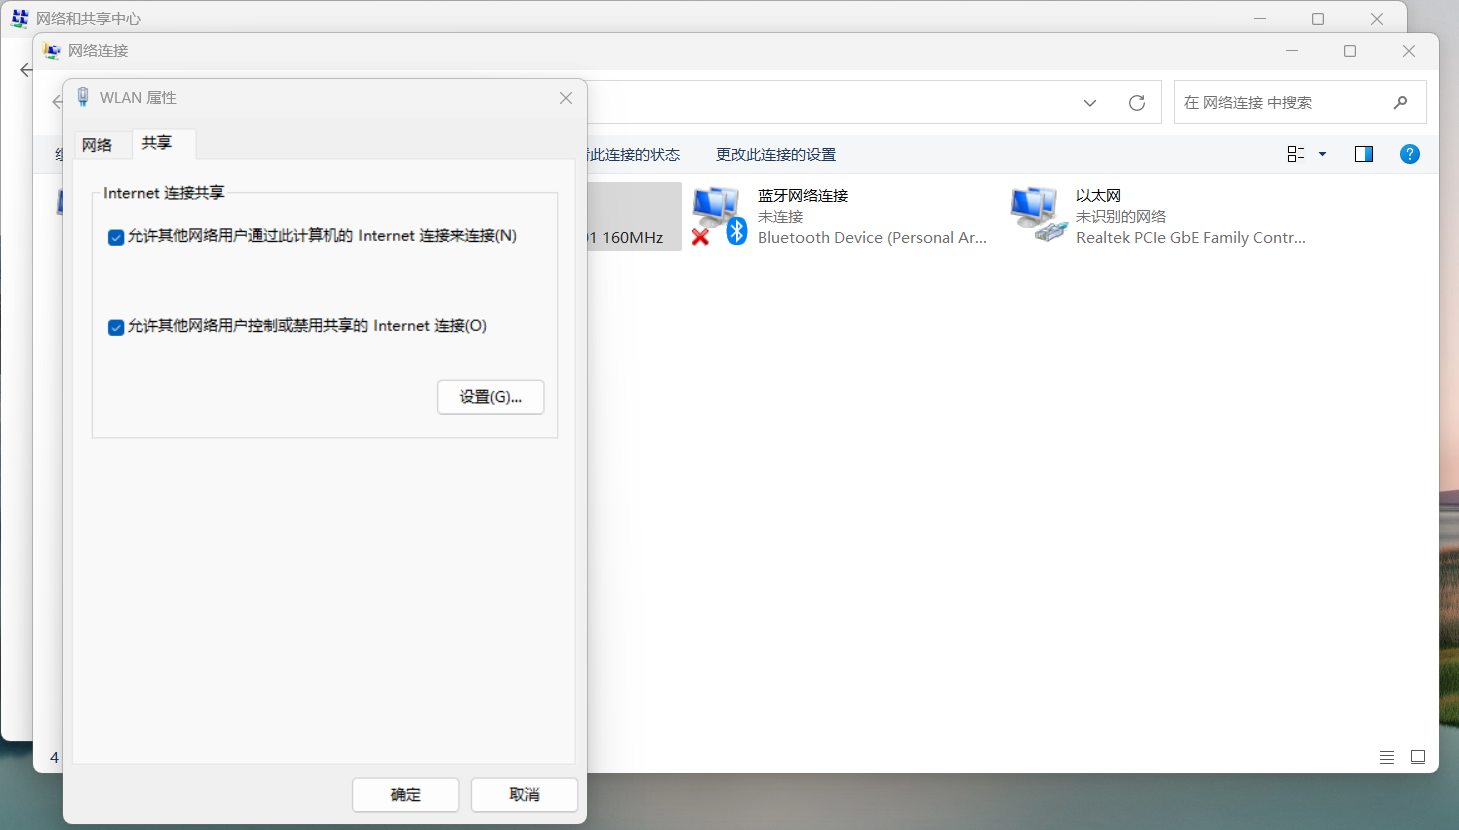 网络和共享中心
网络连接
WLAN 属性
在 网络连接 中搜索
网络
共享
此连接的状态
更改此连接的设置
Internet 连接共享
允许其他网络用户通过此计算机的 Internet 连接来连接(N)
允许其他网络用户控制或禁用共享的 Internet 连接(O)
设置(G)...
1 160MHz
蓝牙网络连接
未连接
Bluetooth Device (Personal Ar...
以太网
未识别的网络
Realtek PCIe GbE Family Contr...
4
确定
取消